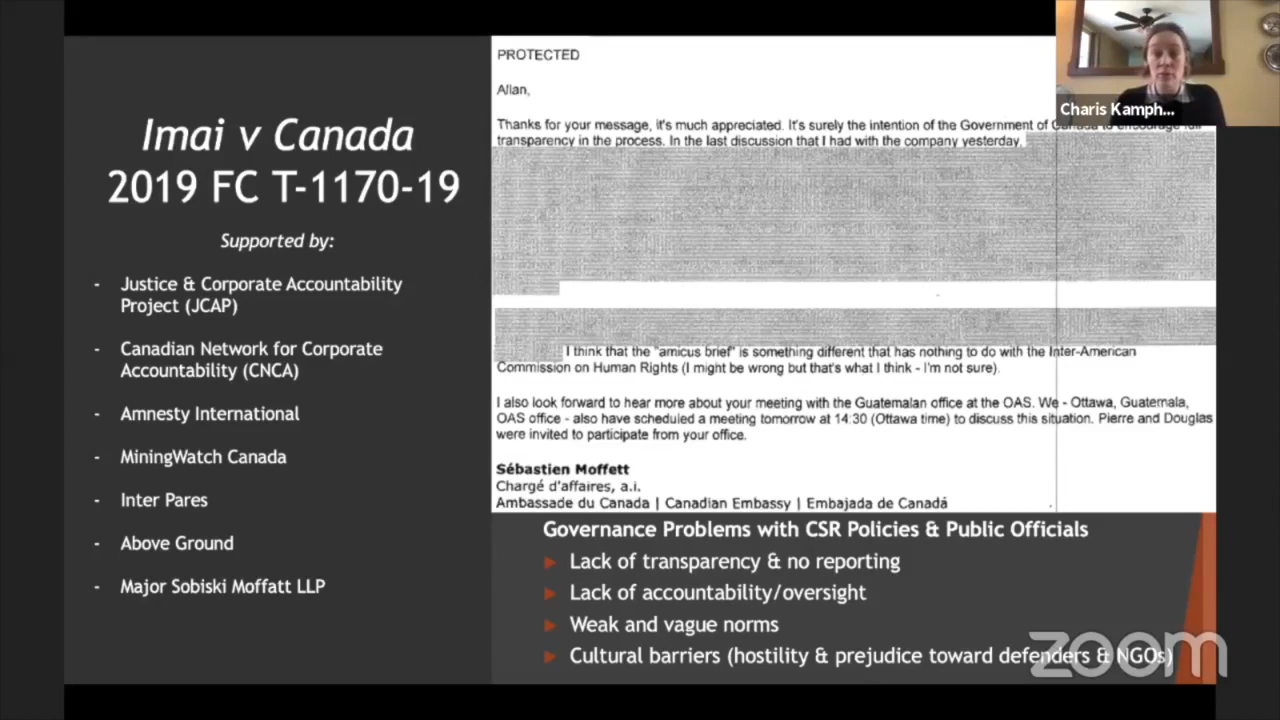 Imai v Canada
2019 FC T-1170-19
Supported by:
- Justice & Corporate Accountability
Project (JCAP)
- Canadian Network for Corporate
Accountability (CNCA)
- Amnesty International
- MiningWatch Canada
- Inter Pares
- Above Ground
- Major Sobiski Moffatt LLP
PROTECTED
Allan,
Thanks for your message, it's much appreciated. It's surely the intention of the Government of Canada to encourage full
transparency in the process. In the last discussion that I had with the company yesterday,
I think that the "amicus brief" is something different that has nothing to do with the Inter-American
Commission on Human Rights (I might be wrong but that's what I think - I'm not sure).
I also look forward to hear more about your meeting with the Guatemalan office at the OAS. We - Ottawa, Guatemala,
OAS office - also have scheduled a meeting tomorrow at 14:30 (Ottawa time) to discuss this situation. Pierre and Douglas
were invited to participate from your office.
Sébastien Moffett
Chargé d'affaires, a.i.
Ambassade du Canada | Canadian Embassy | Embajada de Canadá
Governance Problems with CSR Policies & Public Officials
Lack of transparency & no reporting
Lack of accountability/oversight
Weak and vague norms
Cultural barriers (hostility & prejudice toward defenders & NGOs)
Charis Kamph...
zoom